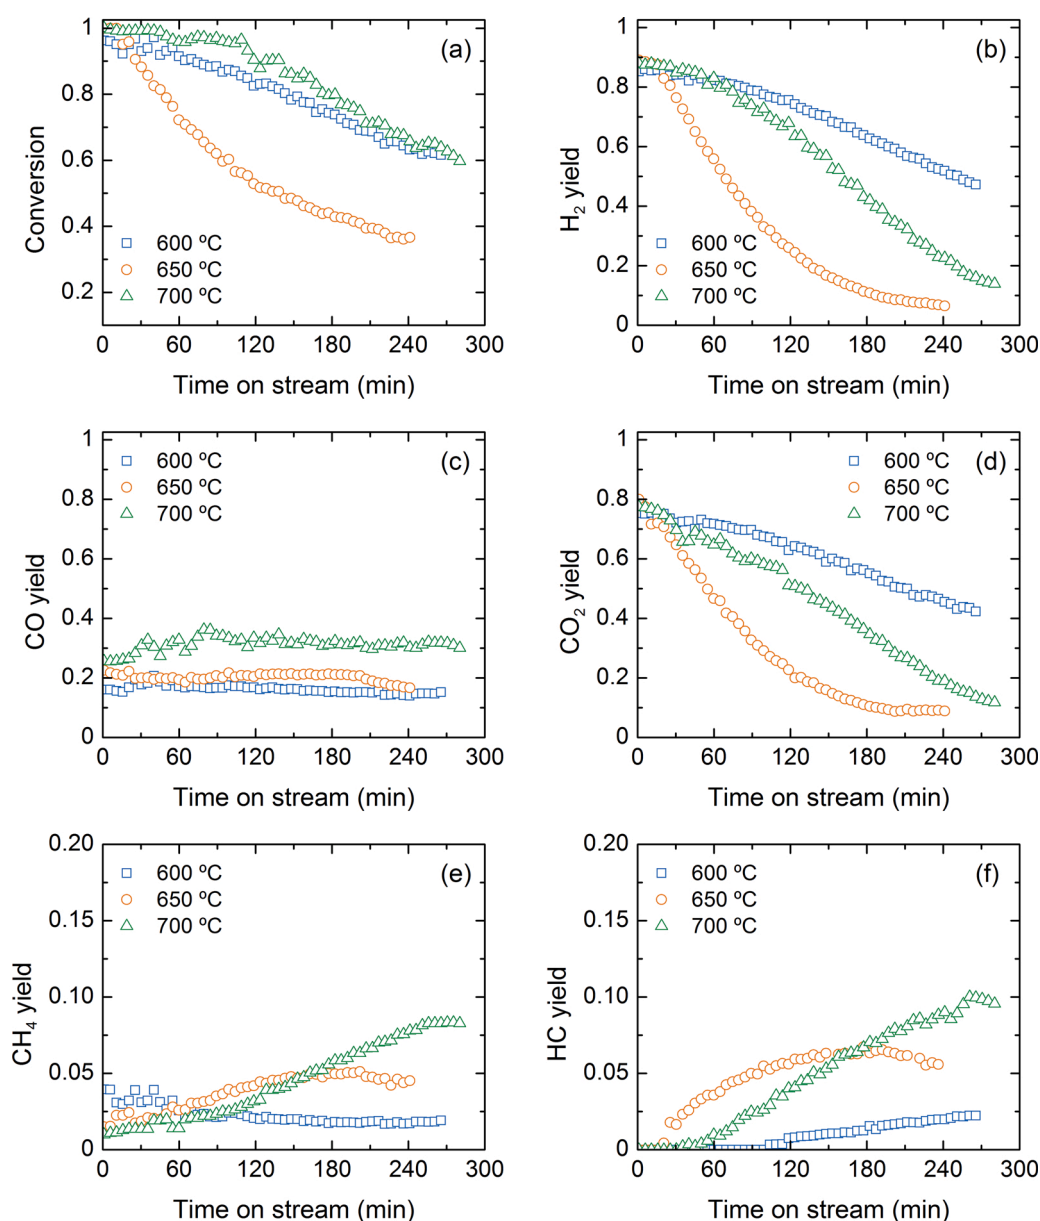 (a)
Conversion
1
0.8
0.6
0.4
0.2
600 ºC
650 ºC
700 ºC
0 60 120 180 240 300
Time on stream (min)
(b)
H₂ yield
1
0.8
0.6
0.4
0.2
0
600 ºC
650 ºC
700 ºC
0 60 120 180 240 300
Time on stream (min)
(c)
CO yield
1
0.8
0.6
0.4
0.2
0
600 ºC
650 ºC
700 ºC
0 60 120 180 240 300
Time on stream (min)
(d)
CO₂ yield
1
0.8
0.6
0.4
0.2
0
600 ºC
650 ºC
700 ºC
0 60 120 180 240 300
Time on stream (min)
(e)
CH₄ yield
0.20
0.15
0.10
0.05
0
600 ºC
650 ºC
700 ºC
0 60 120 180 240 300
Time on stream (min)
(f)
HC yield
0.20
0.15
0.10
0.05
0
600 ºC
650 ºC
700 ºC
0 60 120 180 240 300
Time on stream (min)